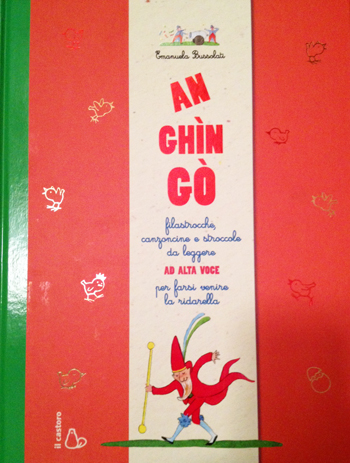 Emanuela Bussolati
AN
GHÌN
GÒ
filastrocche,
canzoncine e stroccole
da leggere
AD ALTA VOCE
per farsi venire
la ridarella
il castoro